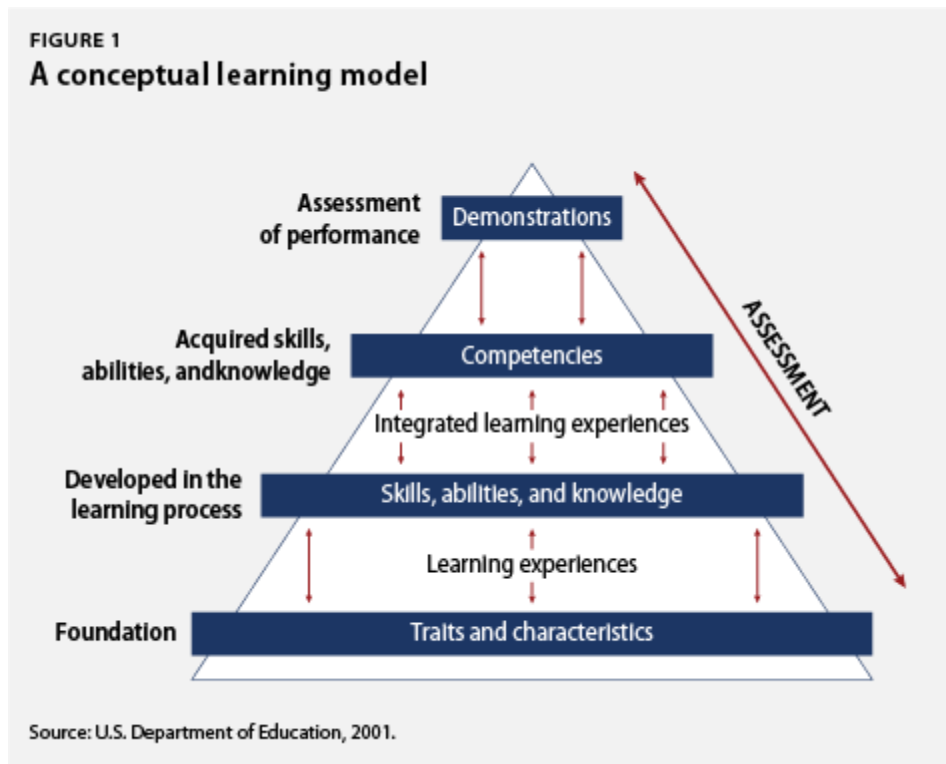 FIGURE 1
A conceptual learning model
Assessment
of performance
Demonstrations
ASSESSMENT
Acquired skills,
abilities, andknowledge
Competencies
Integrated learning experiences
Developed in the
learning process
Skills, abilities, and knowledge
Learning experiences
Foundation
Traits and characteristics
Source: U.S. Department of Education, 2001.